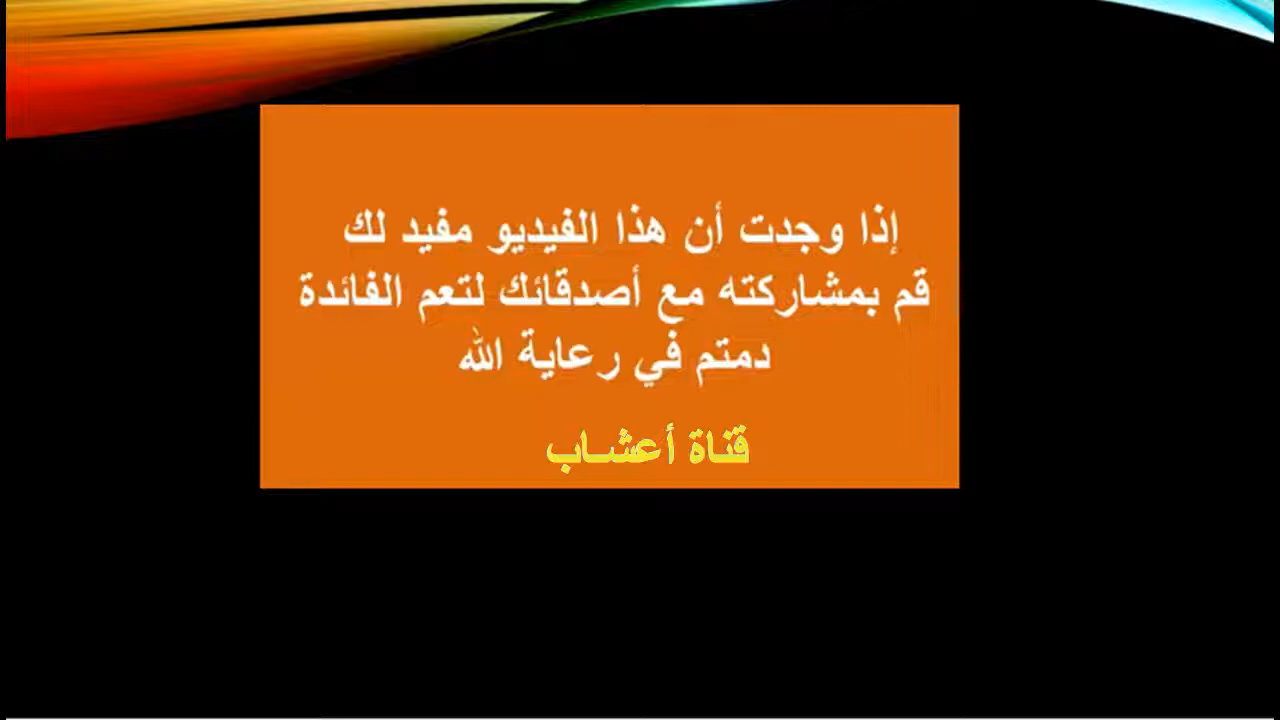 إذا وجدت أن هذا الفيديو مفيد لك
قم بمشاركته مع أصدقائك لتعم الفائدة
دمتم في رعاية الله
قناة أعشاب